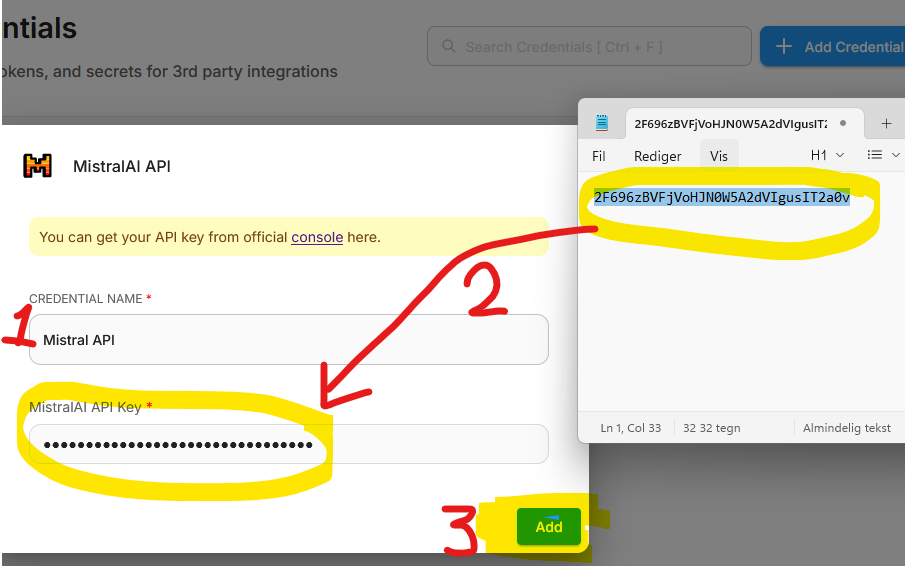 ntials
Search Credentials [ Ctrl + F ]
Add Credential
okens, and secrets for 3rd party integrations
MistralAI API
You can get your API key from official console here.
CREDENTIAL NAME *
1
Mistral API
2
MistralAI API Key *
••••••••••••••••••••••••••••••••
3
Add
2F696zBVFjVoHJN0W5A2dVIgusIT2
Fil Rediger Vis H1
2F696zBVFjVoHJN0W5A2dVIgusIT2a0v
Ln 1, Col 33 32 32 tegn Almindelig tekst